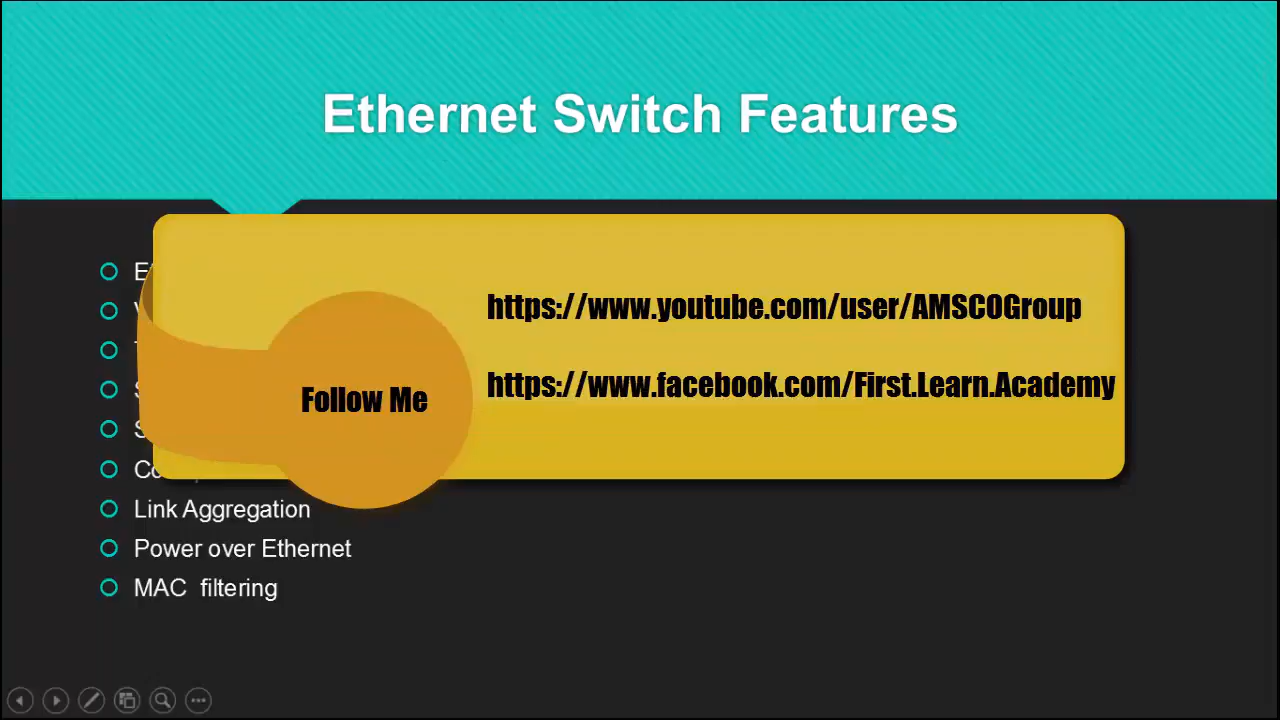 Ethernet Switch Features
https://www.youtube.com/user/AMSCOGroup
https://www.facebook.com/First.Learn.Academy
Follow Me
Link Aggregation
Power over Ethernet
MAC filtering